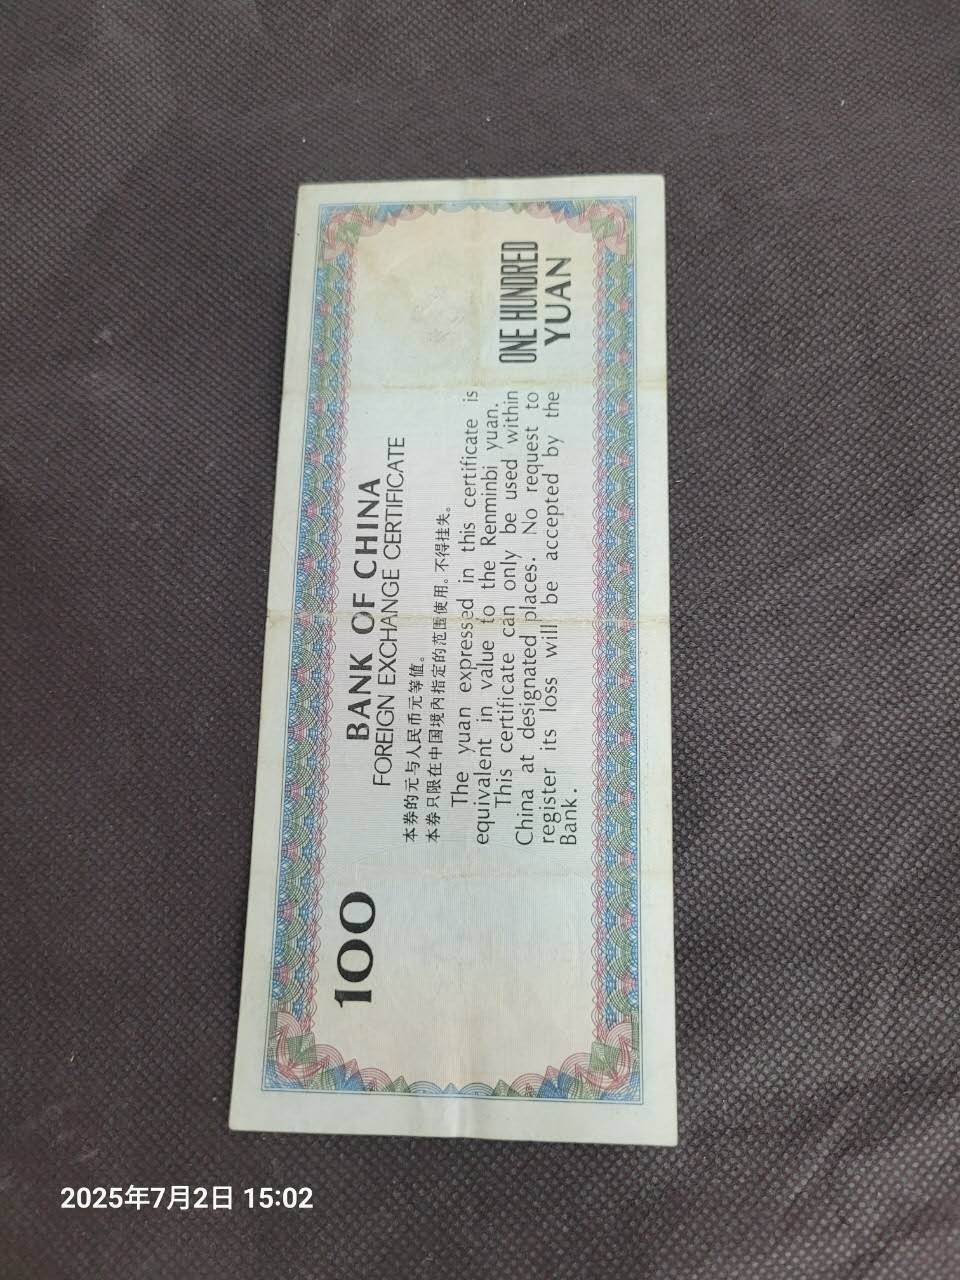 100
BANK OF CHINA
FOREIGN EXCHANGE CERTIFICATE
本券的元与人民币元等值。
本券只限在中国境内指定的范围使用。不得挂失。
The yuan expressed in this certificate is
equivalent in value to the Renminbi yuan.
This certificate can only be used within
China at designated places. No request to
register its loss will be accepted by the
Bank.
ONE HUNDRED
YUAN
2025年7月2日 15:02